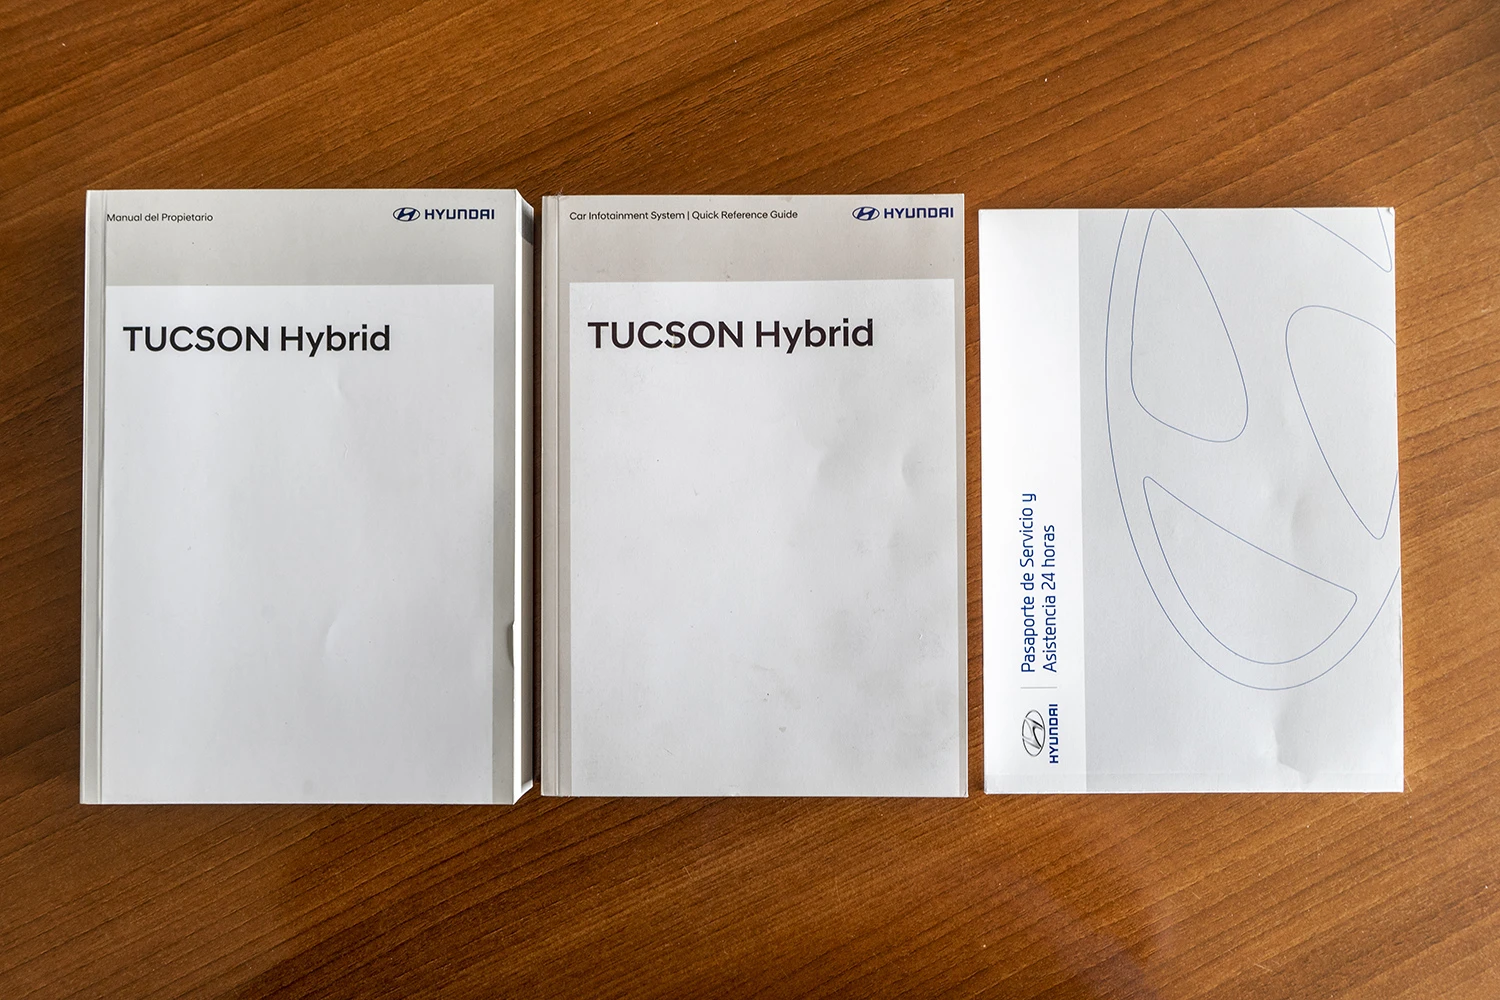 Manual del Propietario
HYUNDAI
TUCSON Hybrid
Car Infotainment System | Quick Reference Guide
HYUNDAI
TUCSON Hybrid
Pasaporte de Servicio y
Asistencia 24 horas
HYUNDAI